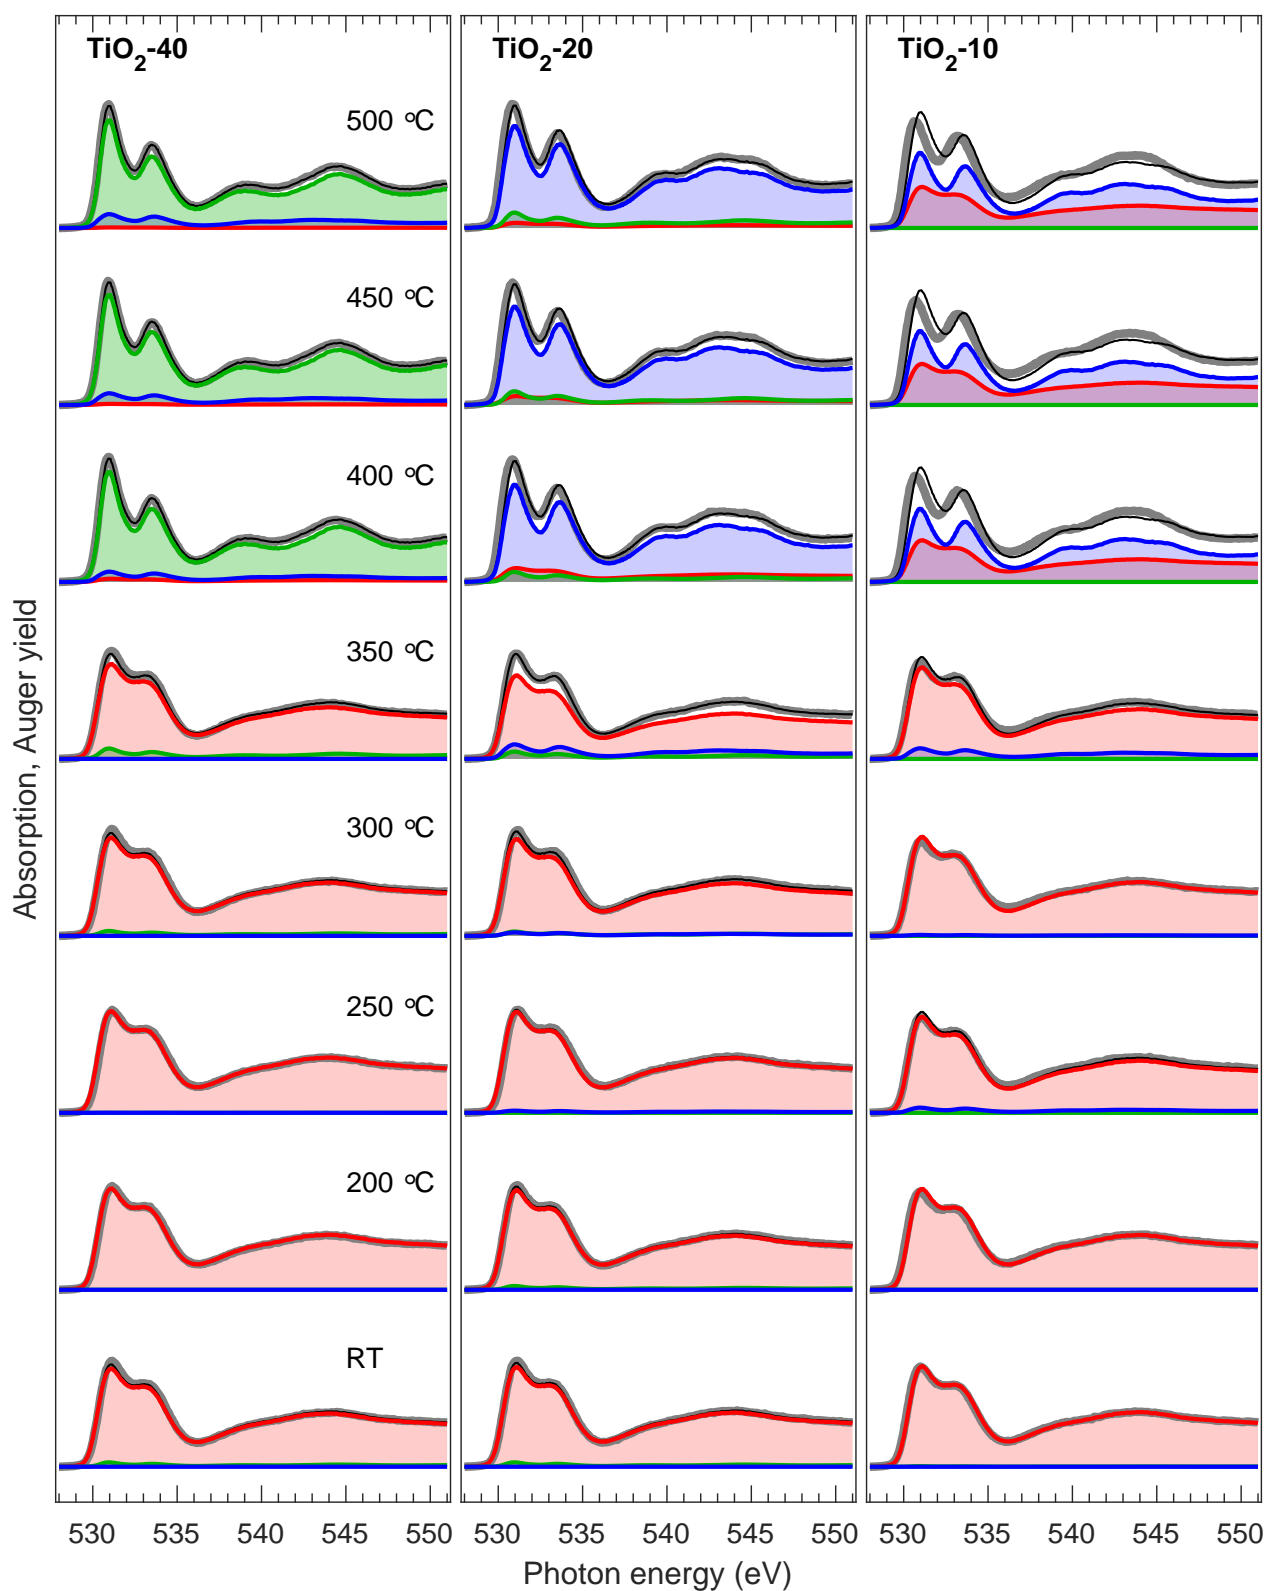 TiO2-40 TiO2-20 TiO2-10
500 °C
450 °C
400 °C
350 °C
300 °C
250 °C
200 °C
RT
Absorption, Auger yield
530 535 540 545 550 530 535 540 545 550 530 535 540 545 550
Photon energy (eV)